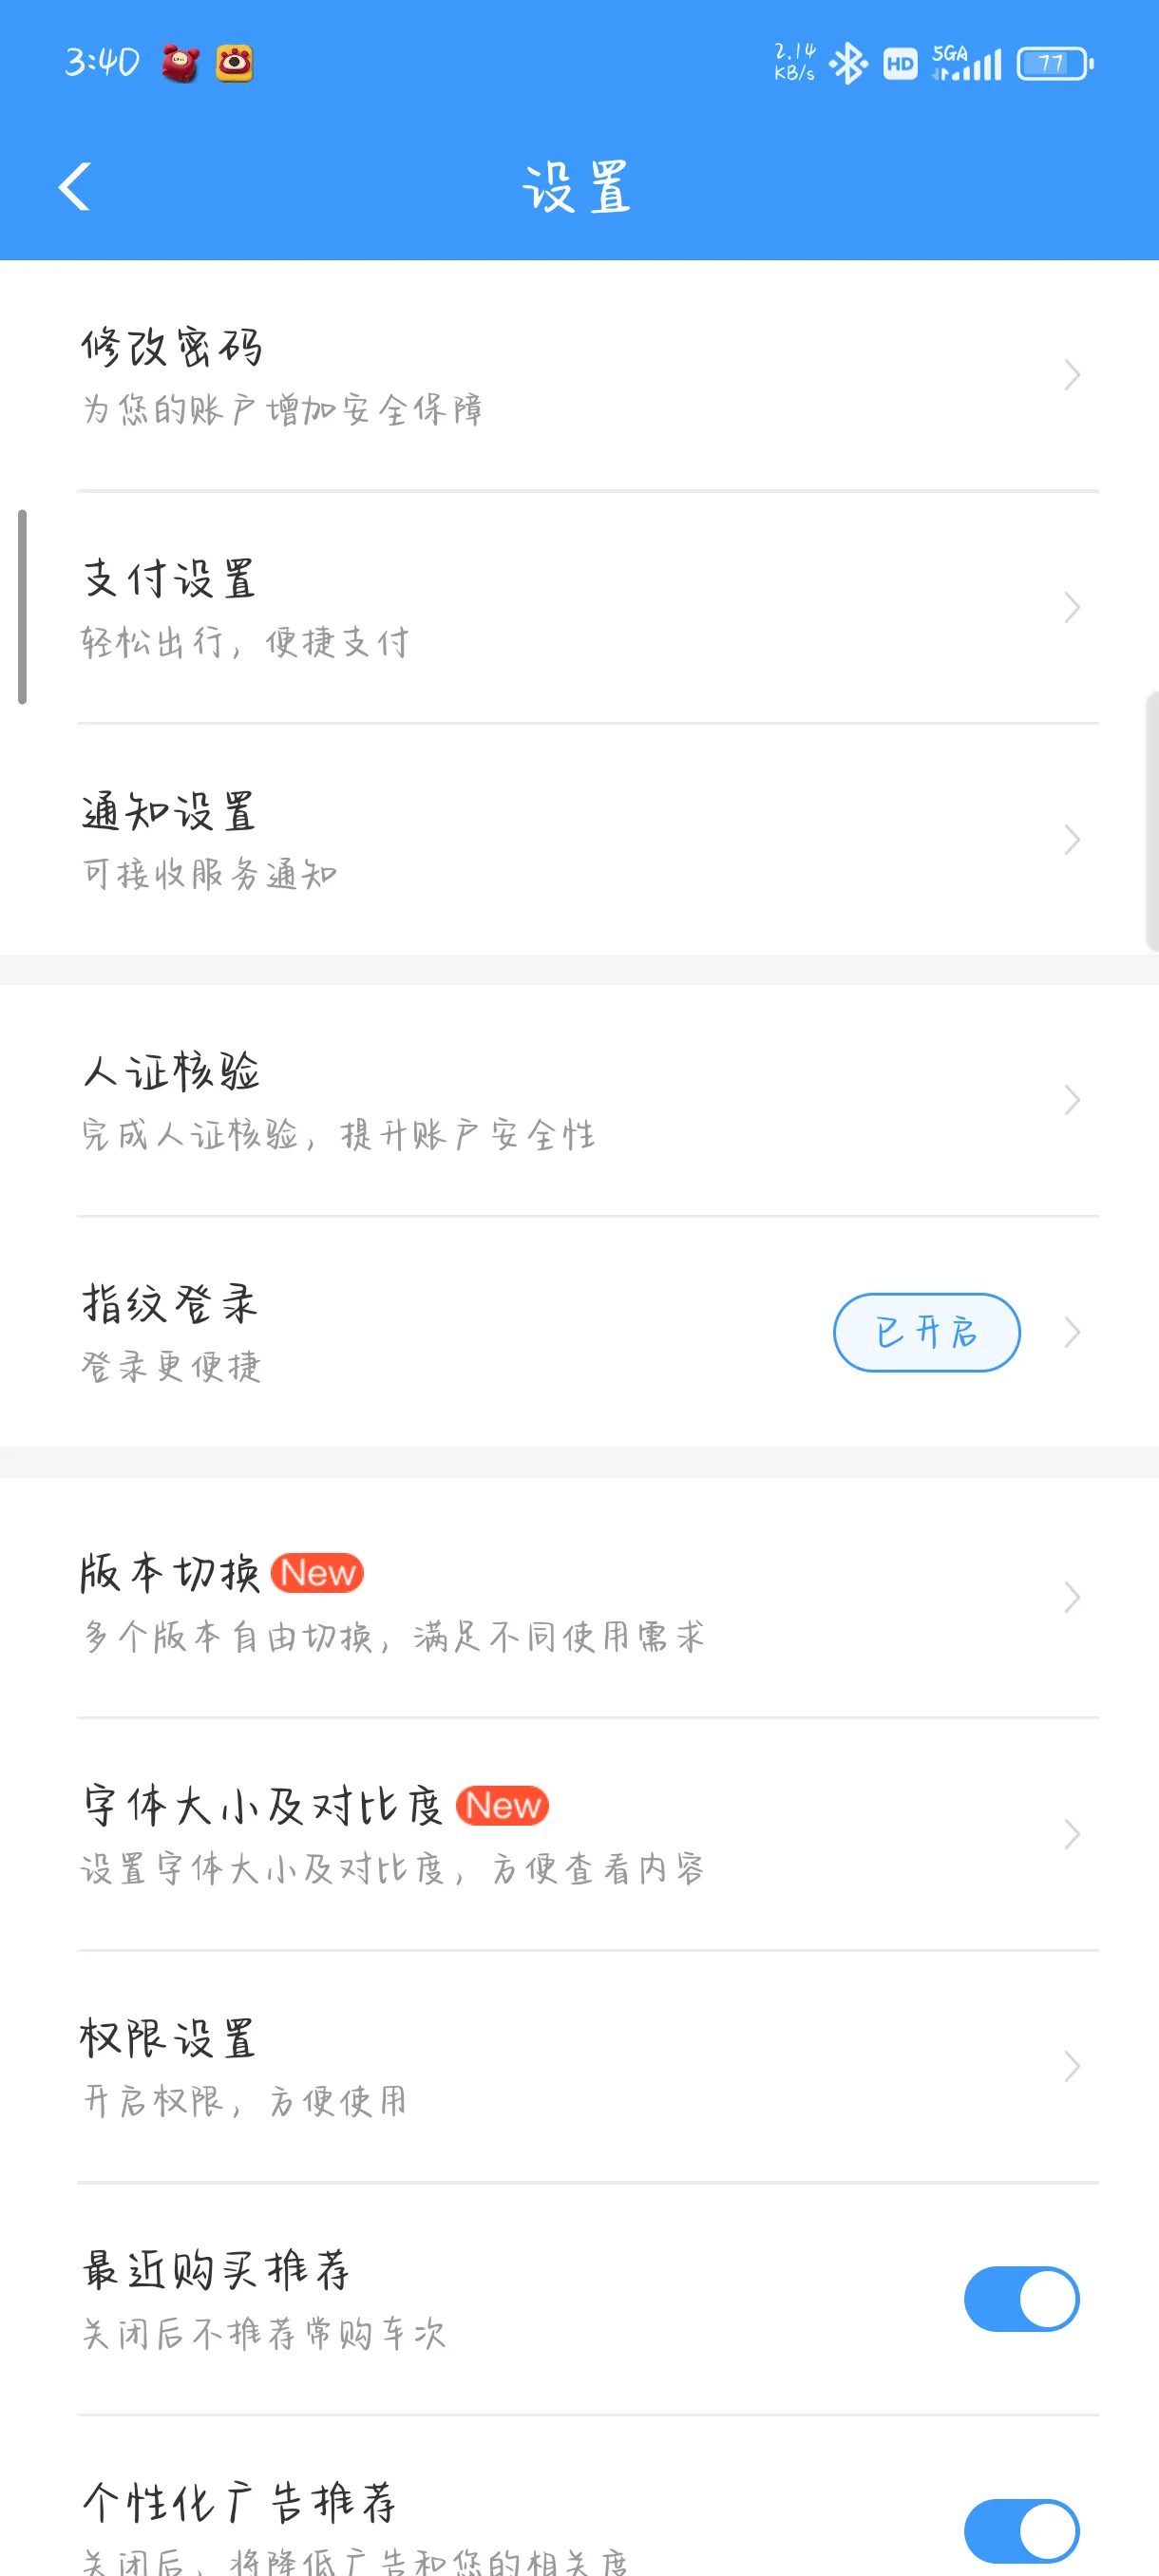 3:40
2.14
KB/s
HD
5GA
77
设置
修改密码
为您的账户增加安全保障
支付设置
轻松出行，便捷支付
通知设置
可接收服务通知
人证核验
完成人证核验，提升账户安全性
指纹登录
已开启
登录更便捷
版本切换 New
多个版本自由切换，满足不同使用需求
字体大小及对比度 New
设置字体大小及对比度，方便查看内容
权限设置
开启权限，方便使用
最近购买推荐
关闭后不推荐常购车次
个性化广告推荐
关闭后，将降低广告和您的相关度